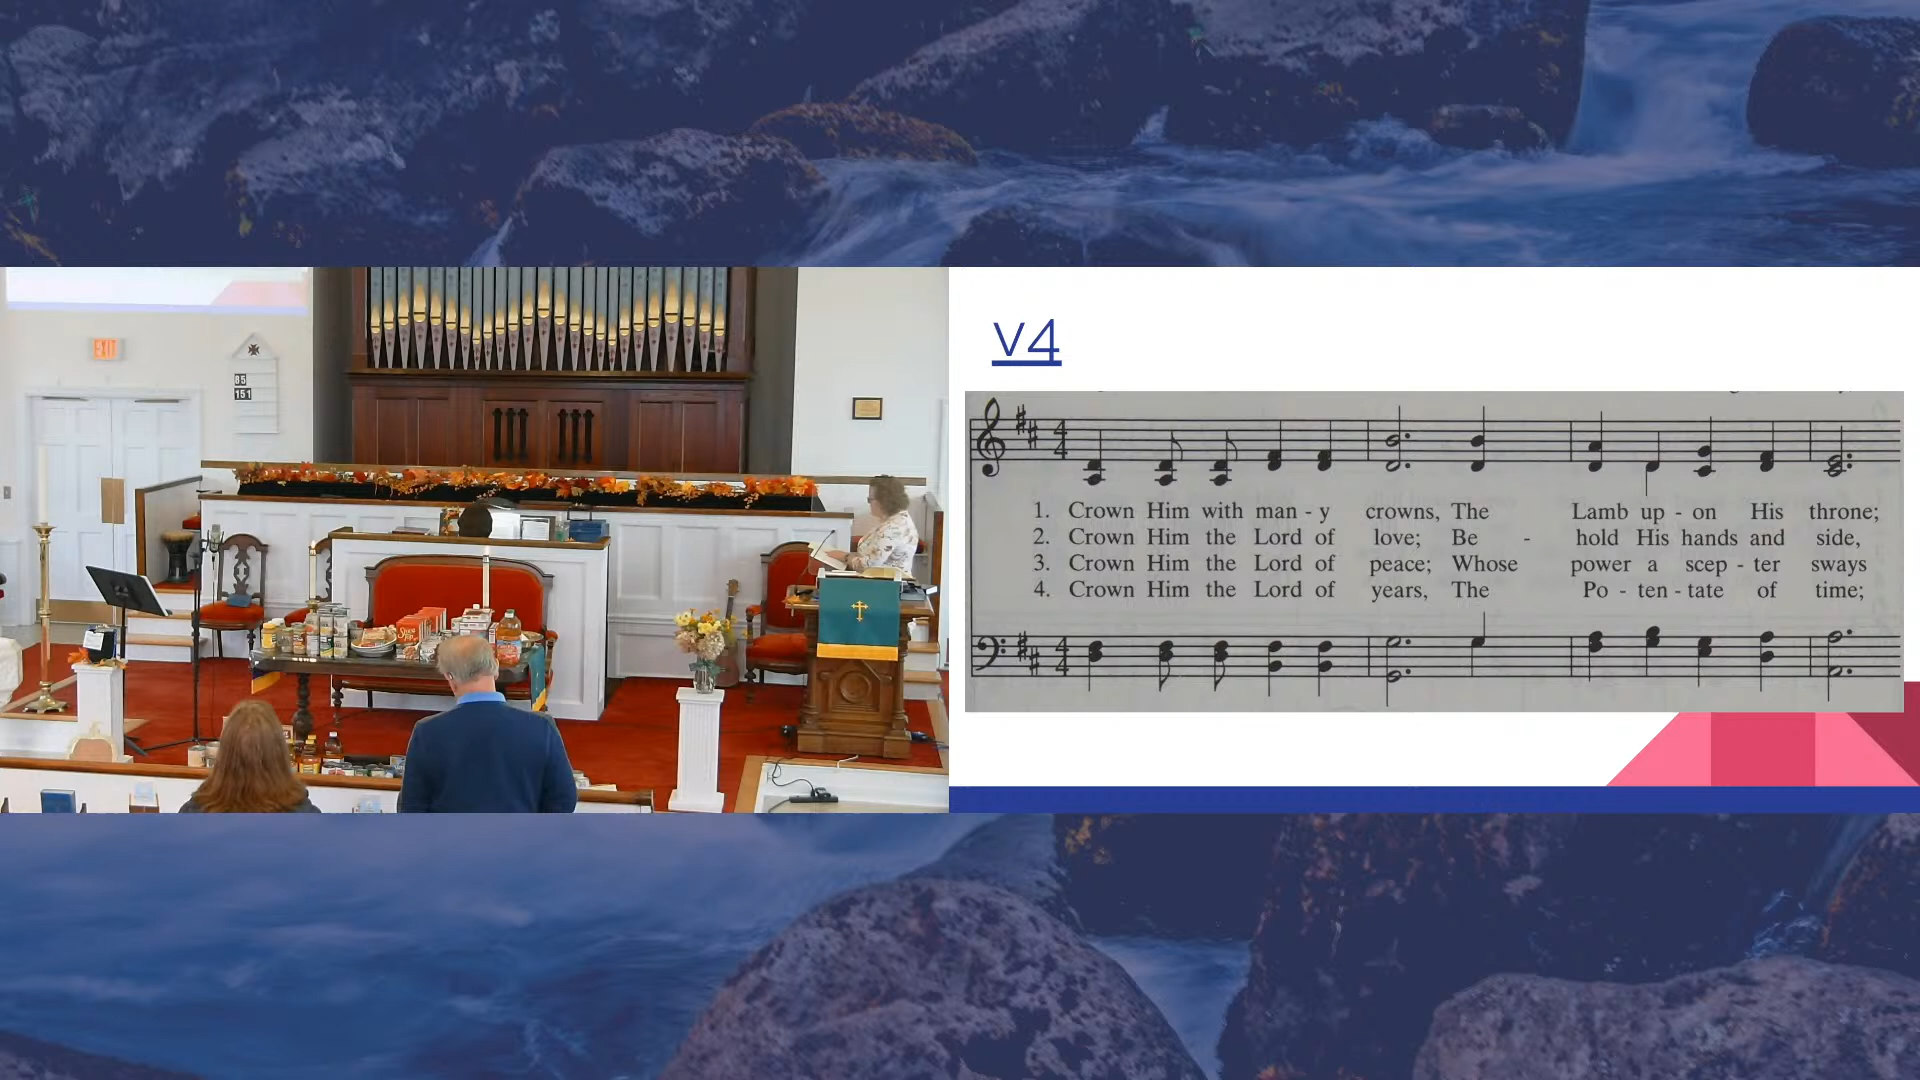 EXIT
85
151
Stove
v4
1. Crown Him with man - y crowns, The Lamb up - on His throne;
2. Crown Him the Lord of love; Be - hold His hands and side,
3. Crown Him the Lord of peace; Whose power a scep - ter sways
4. Crown Him the Lord of years, The Po - ten - tate of time;